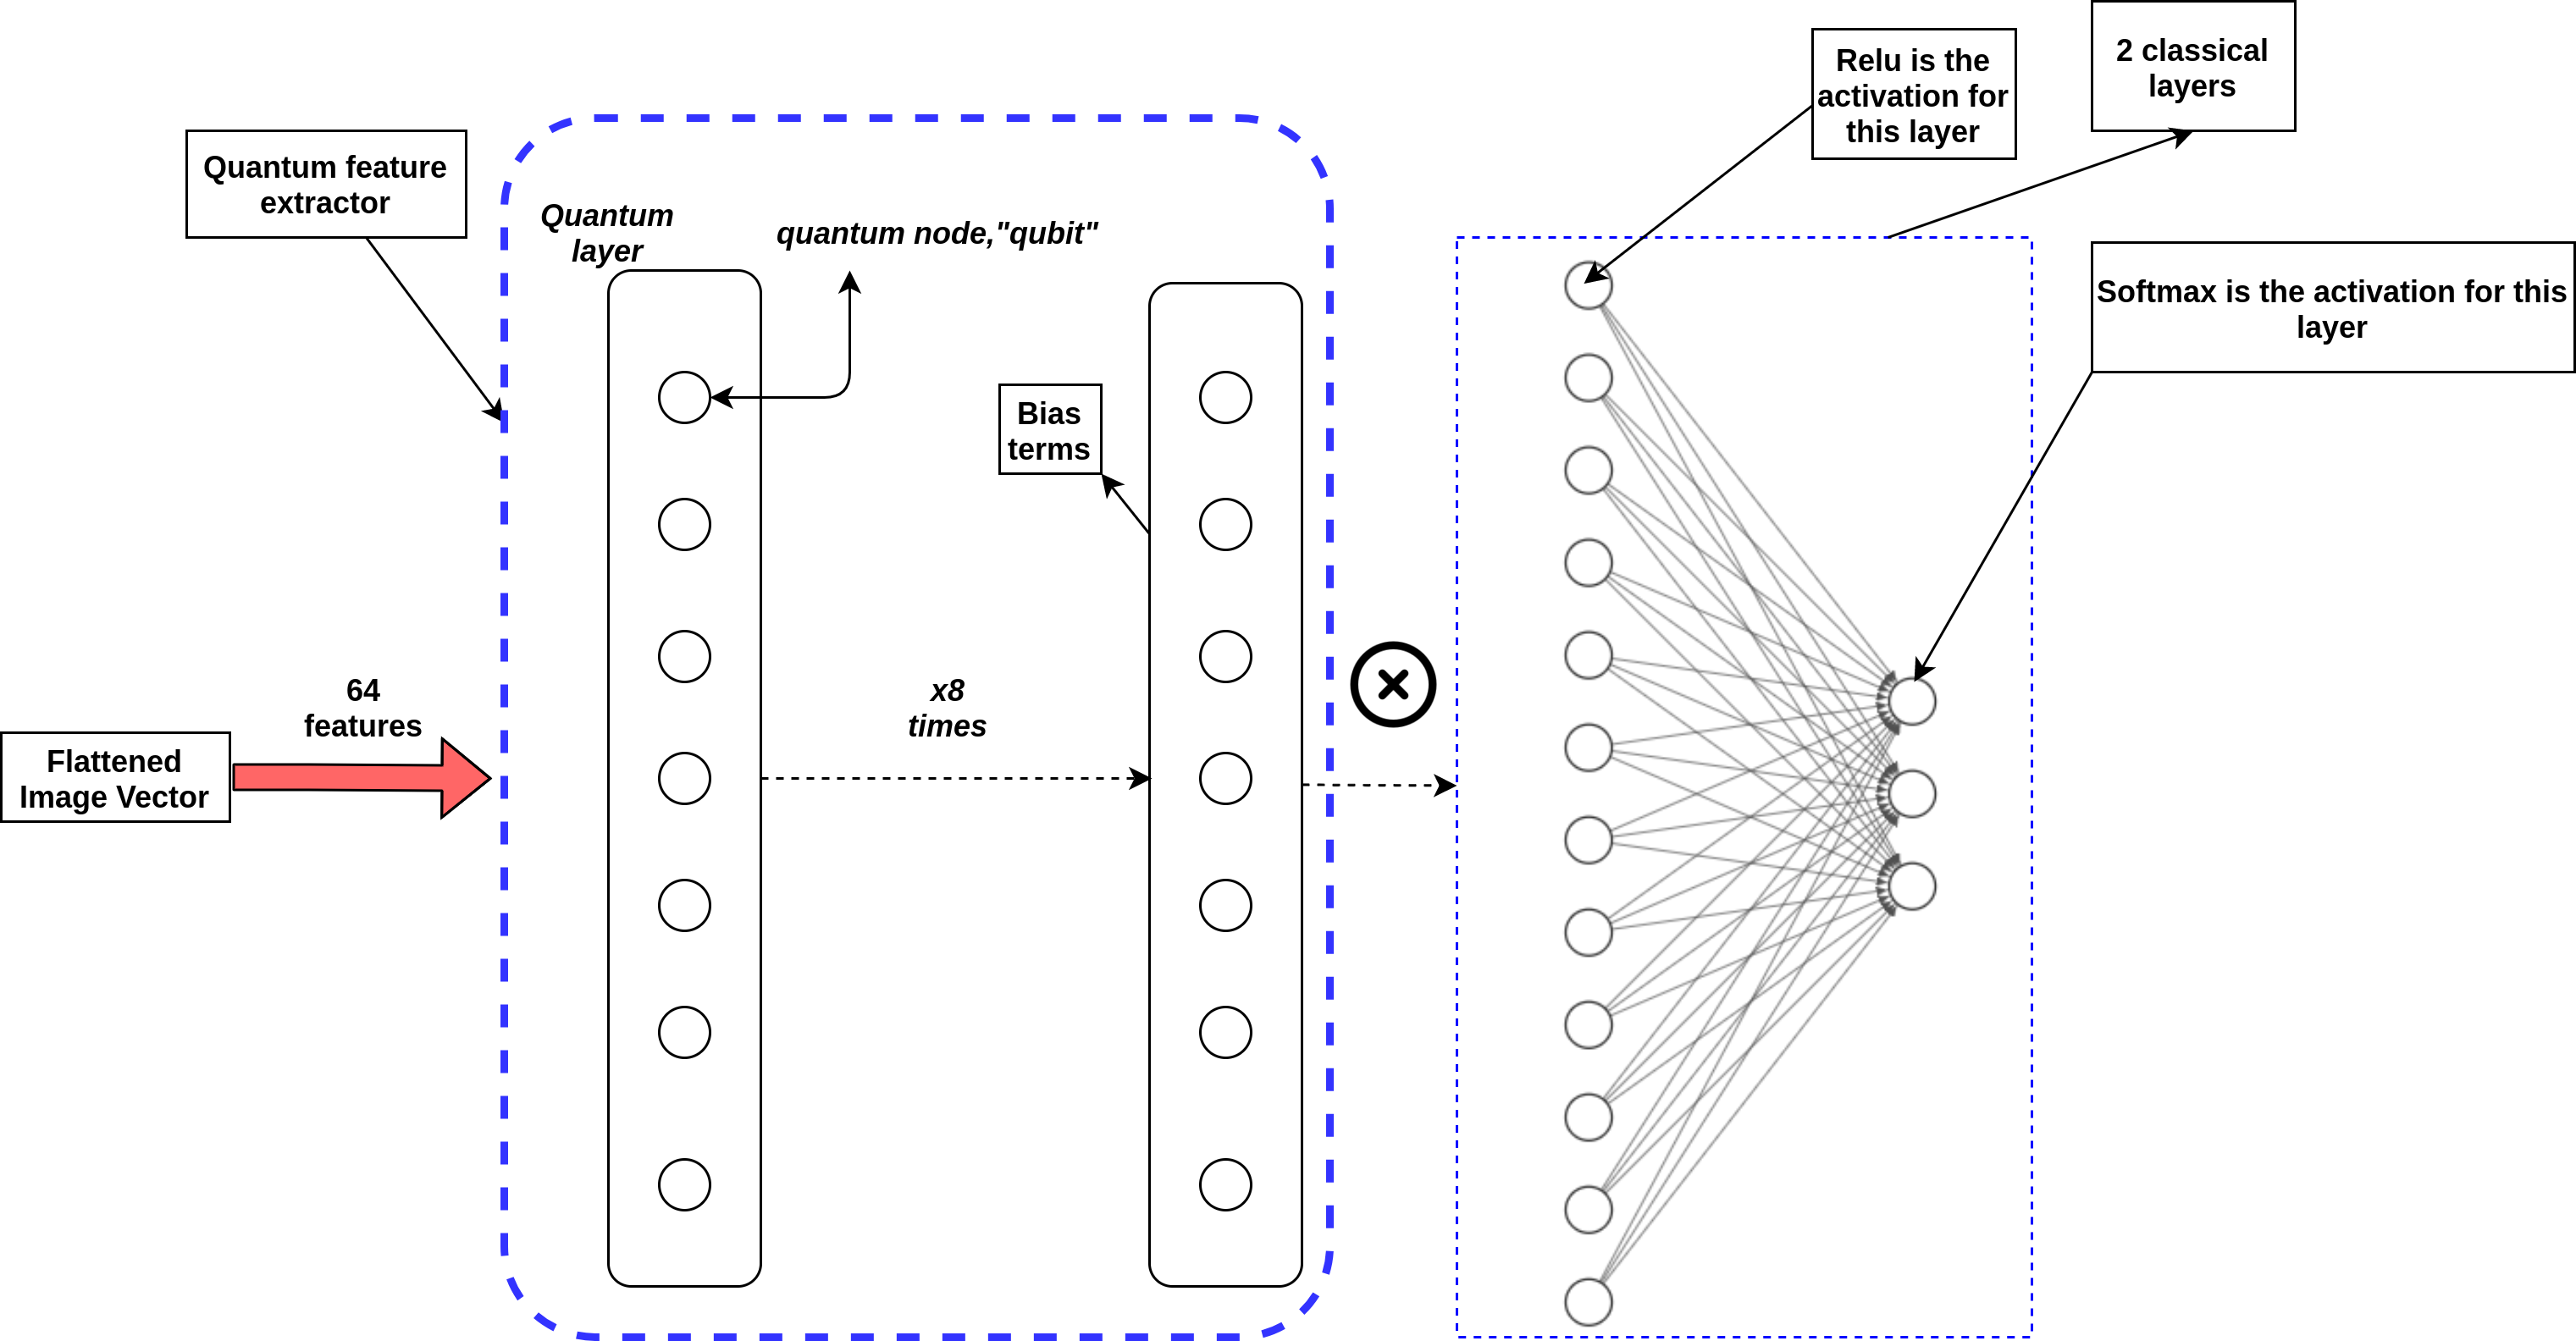 Relu is the
activation for
this layer
2 classical
layers
Quantum feature
extractor
Quantum
layer
quantum node,"qubit"
Softmax is the activation for this
layer
Bias
terms
64
features
x8
times
Flattened
Image Vector